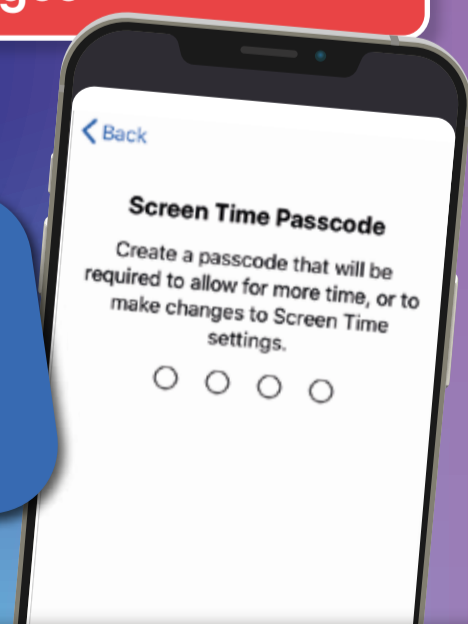 Back
Screen Time Passcode
Create a passcode that will be
required to allow for more time, or to
make changes to Screen Time
settings.